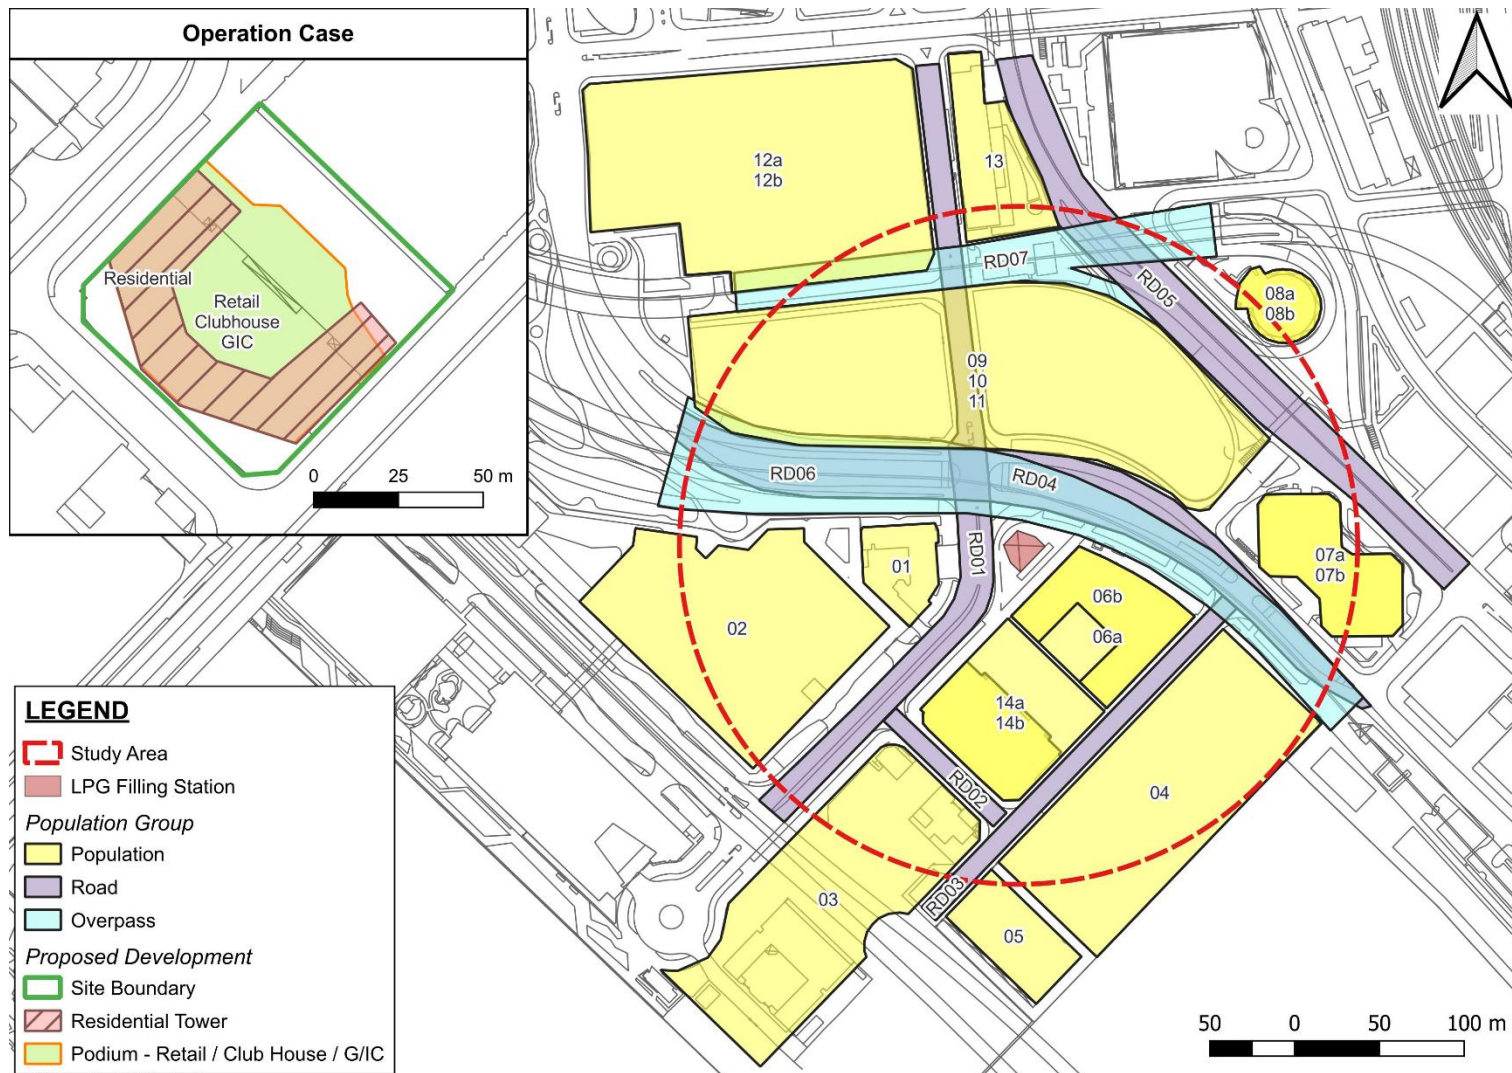 Operation Case
Residential
Retail
Clubhouse
GIC
0 25 50 m
LEGEND
Study Area
LPG Filling Station
Population Group
Population
Road
Overpass
Proposed Development
Site Boundary
Residential Tower
Podium - Retail / Club House / G/IC
12a
12b
13
RD07
RD05
08a
08b
09
10
11
RD06
RD04
01
RD01
02
06b
06a
07a
07b
14a
14b
RD02
04
03
RD03
05
50 0 50 100 m